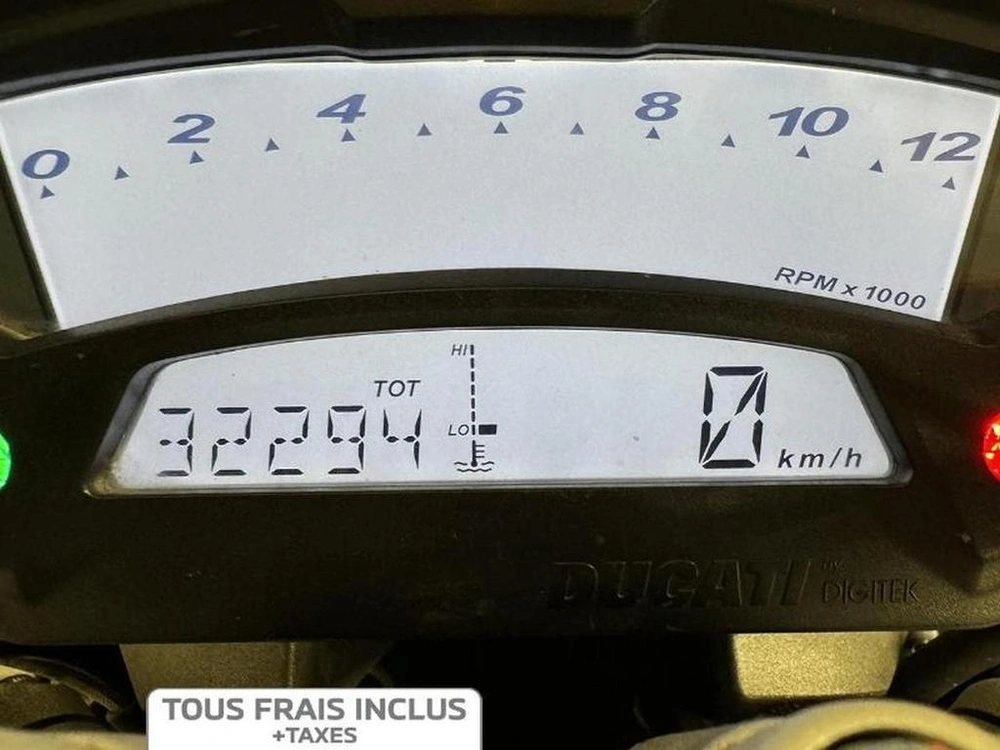 0 2 4 6 8 10 12
RPM x 1000
TOT
HI
32294
LO
0 km/h
DUCATI BY DIGITEK
TOUS FRAIS INCLUS
+TAXES